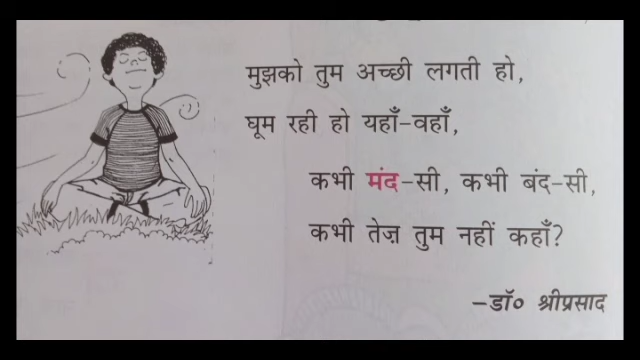 मुझको तुम अच्छी लगती हो,
घूम रही हो यहाँ-वहाँ,
कभी मंद-सी, कभी बंद-सी,
कभी तेज़ तुम नहीं कहाँ?
-डॉ० श्रीप्रसाद